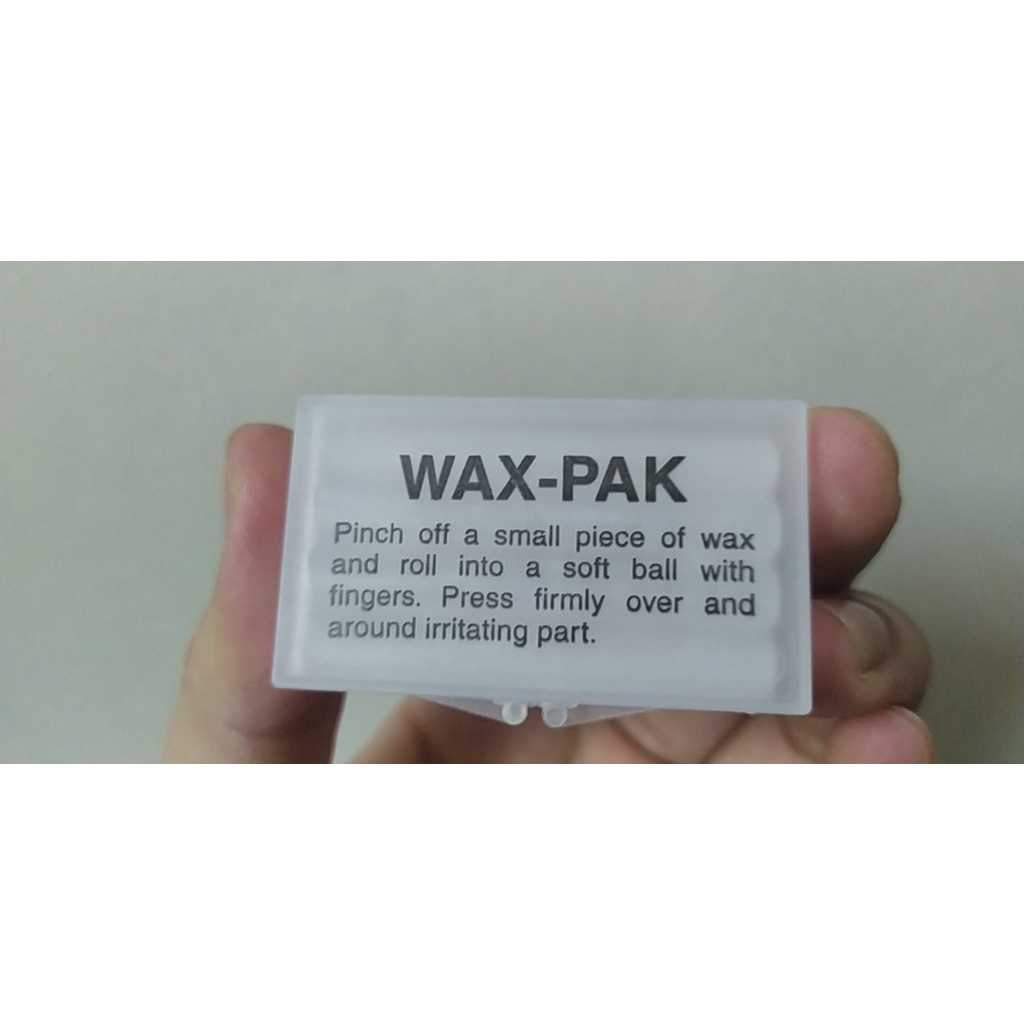 WAX-PAK
Pinch off a small piece of wax
and roll into a soft ball with
fingers. Press firmly over and
around irritating part.